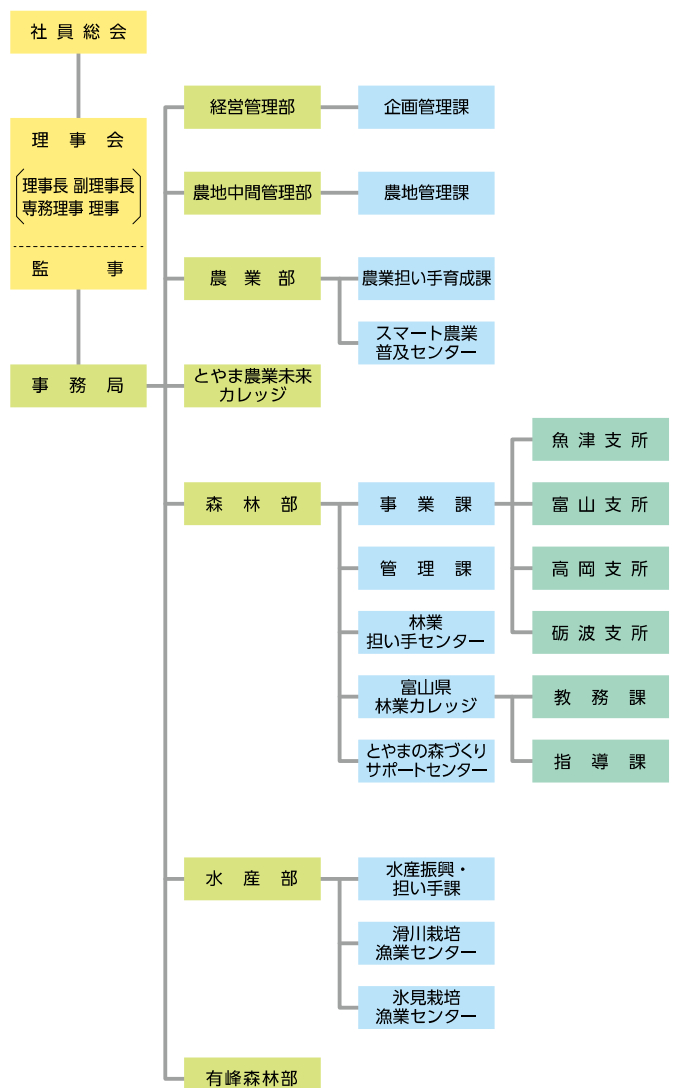 社員総会
理事会
理事長 副理事長
専務理事 理事
監事
事務局
経営管理部
企画管理課
農地中間管理部
農地管理課
農業部
農業担い手育成課
スマート農業
普及センター
とやま農業未来
カレッジ
森林部
事業課
魚津支所
富山支所
高岡支所
砺波支所
管理課
林業
担い手センター
富山県
林業カレッジ
教務課
指導課
とやまの森づくり
サポートセンター
水産部
水産振興・
担い手課
滑川栽培
漁業センター
氷見栽培
漁業センター
有峰森林部